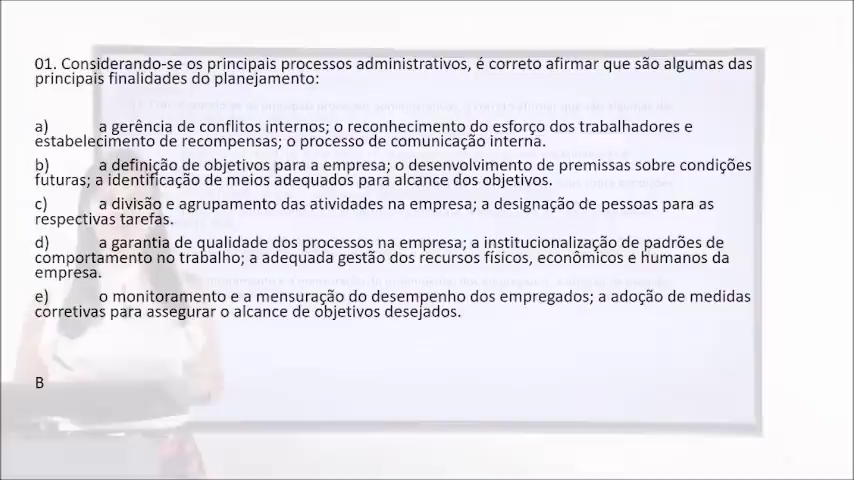 01. Considerando-se os principais processos administrativos, é correto afirmar que são algumas das
principais finalidades do planejamento:
a) a gerência de conflitos internos; o reconhecimento do esforço dos trabalhadores e
estabelecimento de recompensas; o processo de comunicação interna.
b) a definição de objetivos para a empresa; o desenvolvimento de premissas sobre condições
futuras; a identificação de meios adequados para alcance dos objetivos.
c) a divisão e agrupamento das atividades na empresa; a designação de pessoas para as
respectivas tarefas.
d) a garantia de qualidade dos processos na empresa; a institucionalização de padrões de
comportamento no trabalho; a adequada gestão dos recursos físicos, econômicos e humanos da
empresa.
e) o monitoramento e a mensuração do desempenho dos empregados; a adoção de medidas
corretivas para assegurar o alcance de objetivos desejados.
B